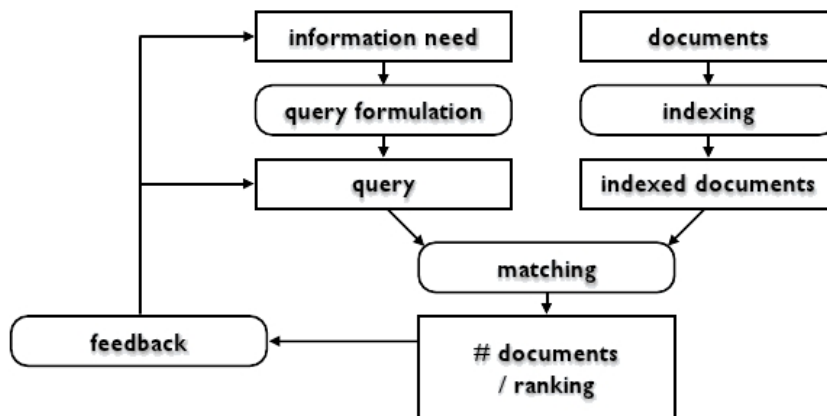 information need
documents
query formulation
indexing
query
indexed documents
matching
feedback
# documents
/ ranking